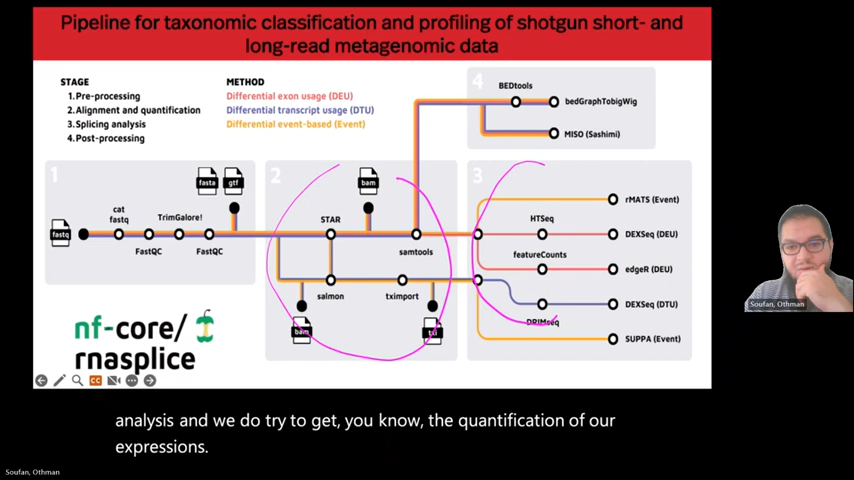 Pipeline for taxonomic classification and profiling of shotgun short- and
long-read metagenomic data
STAGE
1. Pre-processing
2. Alignment and quantification
3. Splicing analysis
4. Post-processing
METHOD
Differential exon usage (DEU)
Differential transcript usage (DTU)
Differential event-based (Event)
4
BEDtools
bedGraphTobigWig
MISO (Sashimi)
1
fasta
gtf
cat
fastq
TrimGalore!
fastq
FastQC
FastQC
2
bam
STAR
samtools
salmon
tximport
bam
3
rMATS (Event)
HTSeq
DEXSeq (DEU)
featureCounts
edgeR (DEU)
DEXSeq (DTU)
DRIMseq
SUPPA (Event)
nf-core/
rnasplice
CC
Soufan, Othman
analysis and we do try to get, you know, the quantification of our
expressions.
Soufan, Othman